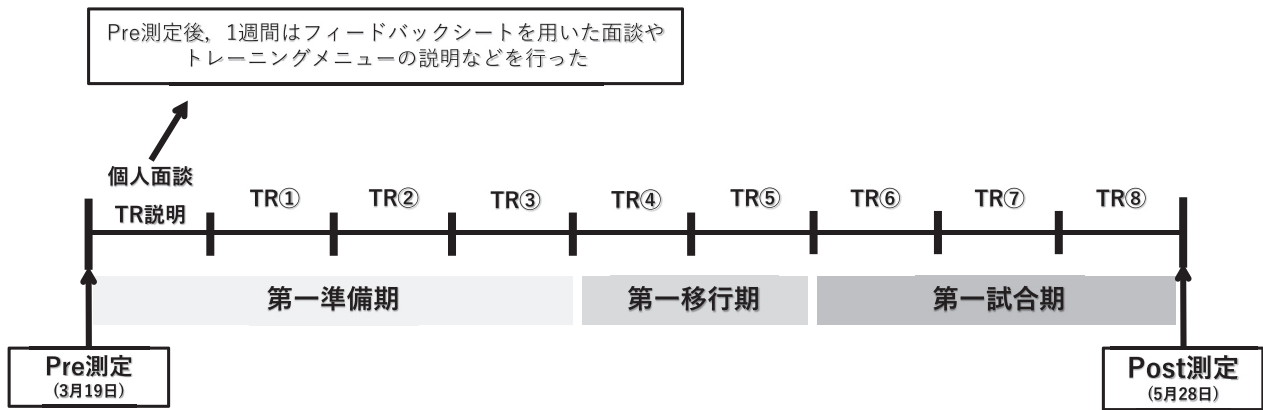 Pre測定後，1週間はフィードバックシートを用いた面談や
トレーニングメニューの説明などを行った
個人面談
TR説明
TR①
TR②
TR③
TR④
TR⑤
TR⑥
TR⑦
TR⑧
第一準備期
第一移行期
第一試合期
Pre測定
(3月19日)
Post測定
(5月28日)